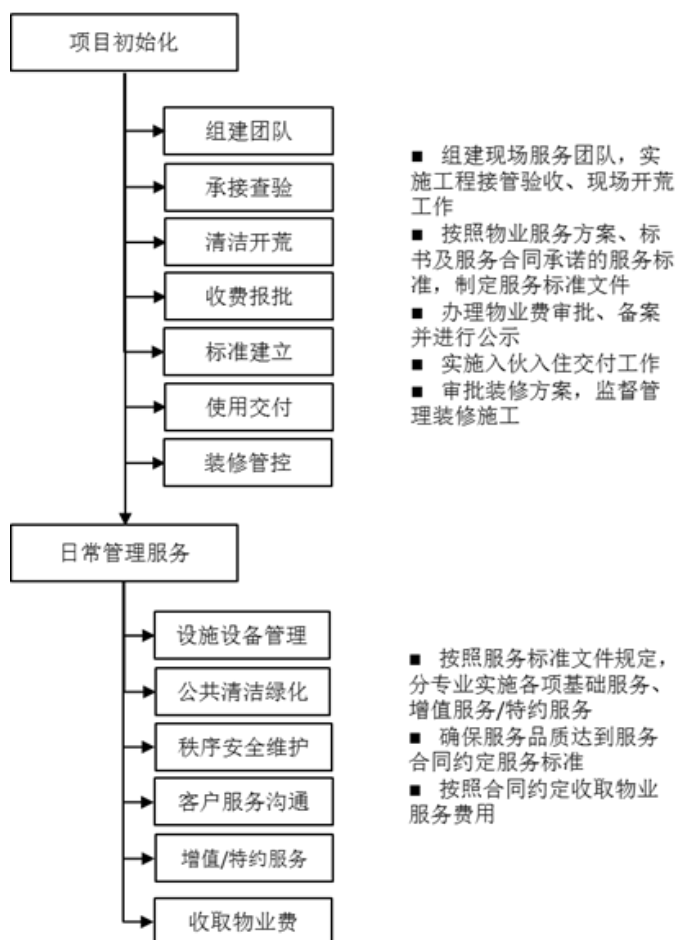 项目初始化
组建团队
承接查验
清洁开荒
收费报批
标准建立
使用交付
装修管控
■ 组建现场服务团队，实
施工程接管验收、现场开荒
工作
■ 按照物业服务方案、标
书及服务合同承诺的服务标
准，制定服务标准文件
■ 办理物业费审批、备案
并进行公示
■ 实施入伙入住交付工作
■ 审批装修方案，监督管
理装修施工
日常管理服务
设施设备管理
公共清洁绿化
秩序安全维护
客户服务沟通
增值/特约服务
收取物业费
■ 按照服务标准文件规定，
分专业实施各项基础服务、
增值服务/特约服务
■ 确保服务品质达到服务
合同约定服务标准
■ 按照合同约定收取物业
服务费用